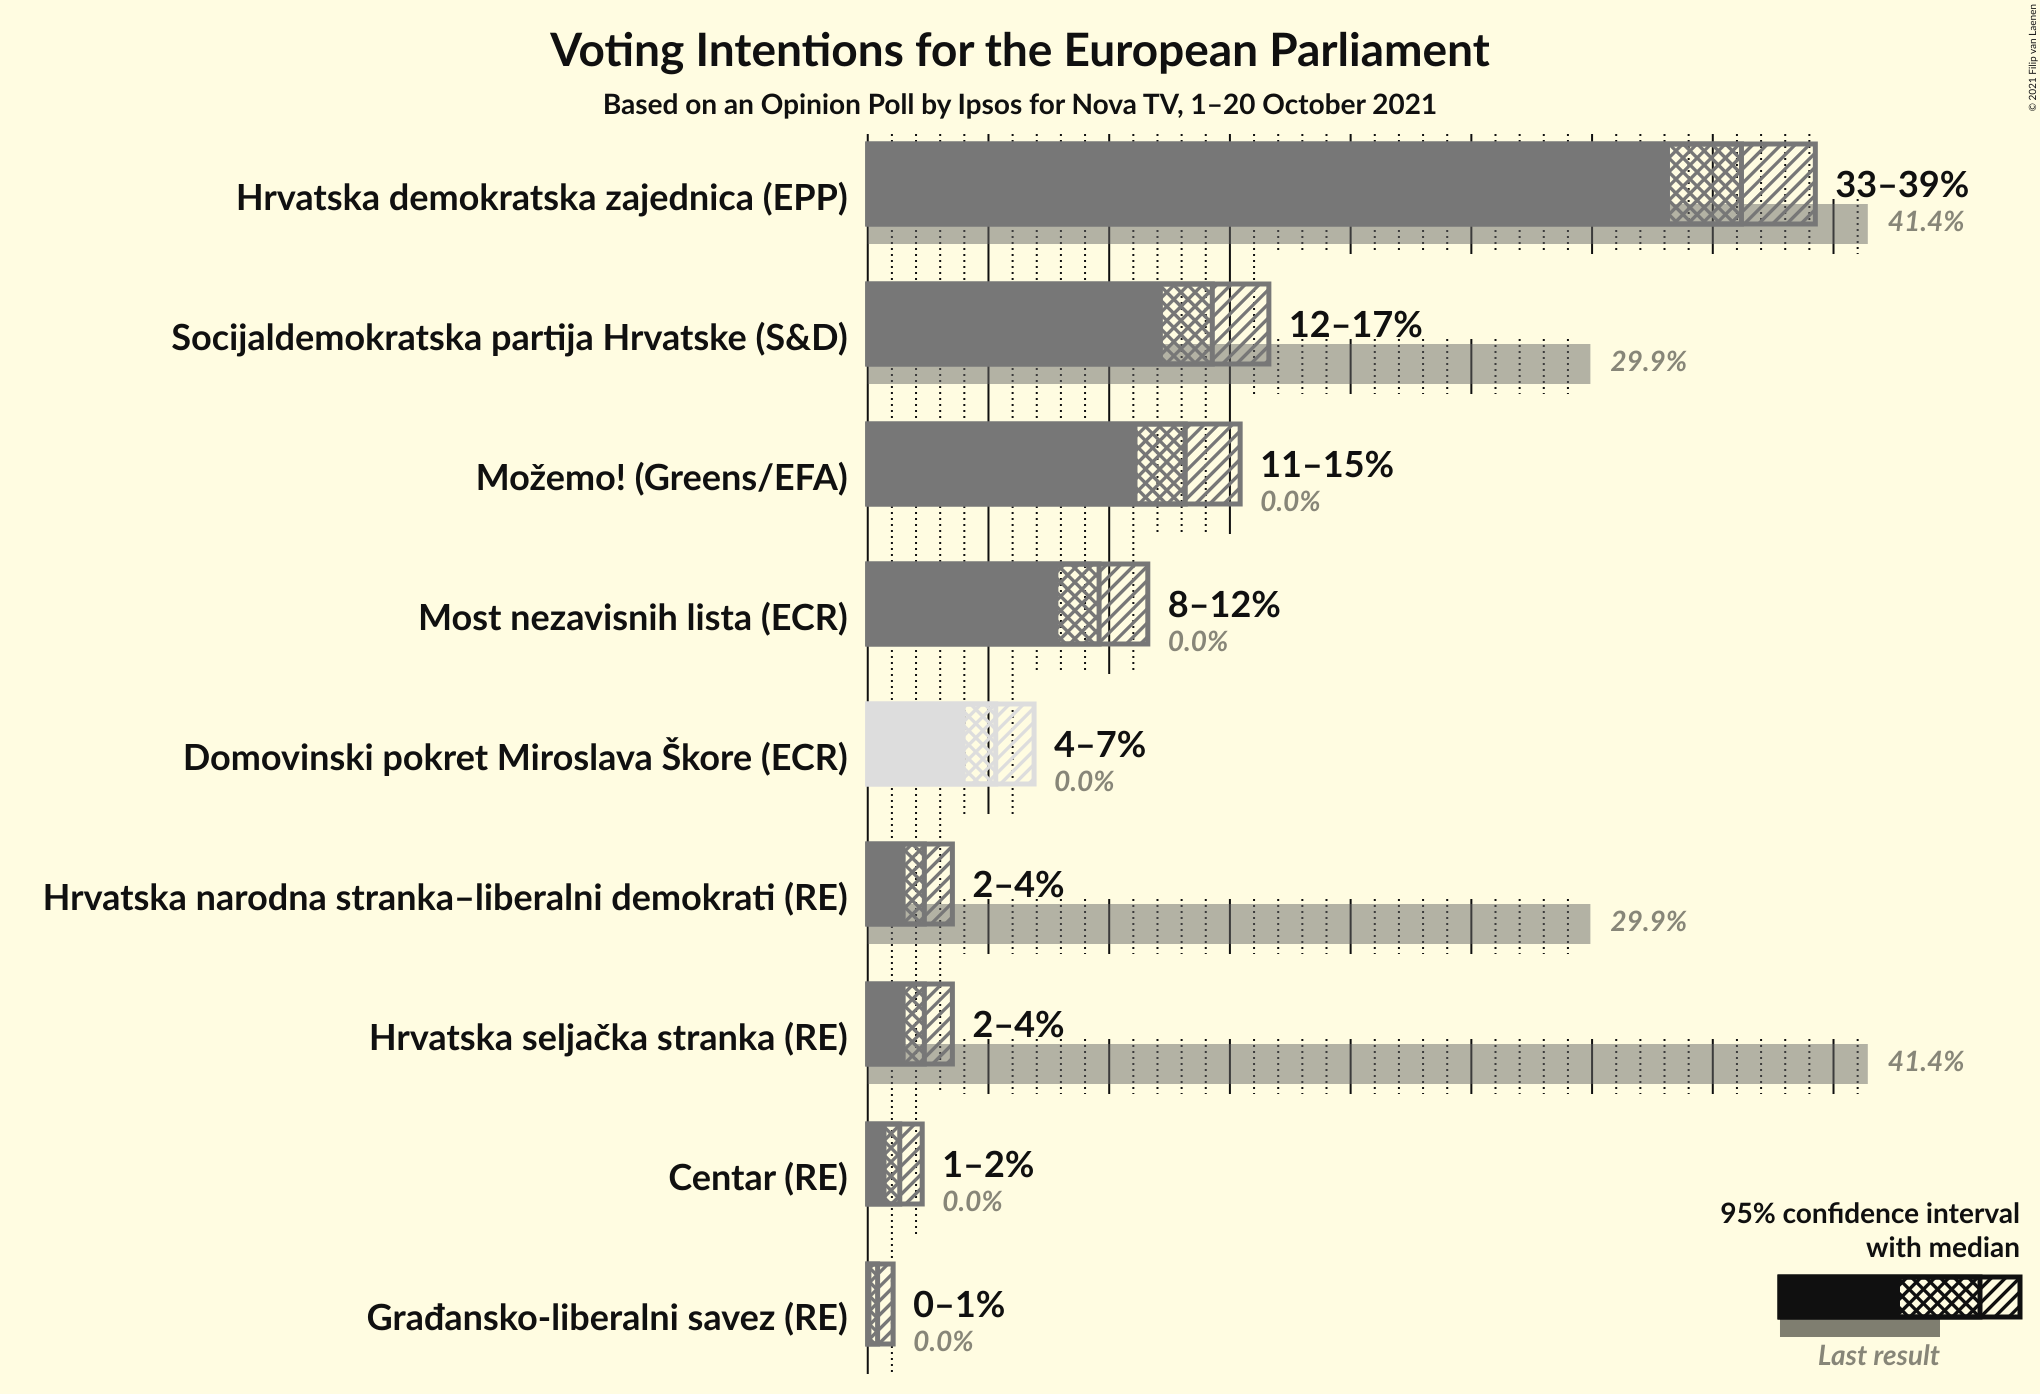 Voting Intentions for the European Parliament
Based on an Opinion Poll by Ipsos for Nova TV, 1–20 October 2021
© 2021 Filip van Laenen
Hrvatska demokratska zajednica (EPP)
33–39%
41.4%
Socijaldemokratska partija Hrvatske (S&D)
12–17%
29.9%
Možemo! (Greens/EFA)
11–15%
0.0%
Most nezavisnih lista (ECR)
8–12%
0.0%
Domovinski pokret Miroslava Škore (ECR)
4–7%
0.0%
Hrvatska narodna stranka–liberalni demokrati (RE)
2–4%
29.9%
Hrvatska seljačka stranka (RE)
2–4%
41.4%
Centar (RE)
1–2%
0.0%
Građansko-liberalni savez (RE)
0–1%
0.0%
95% confidence interval
with median
Last result